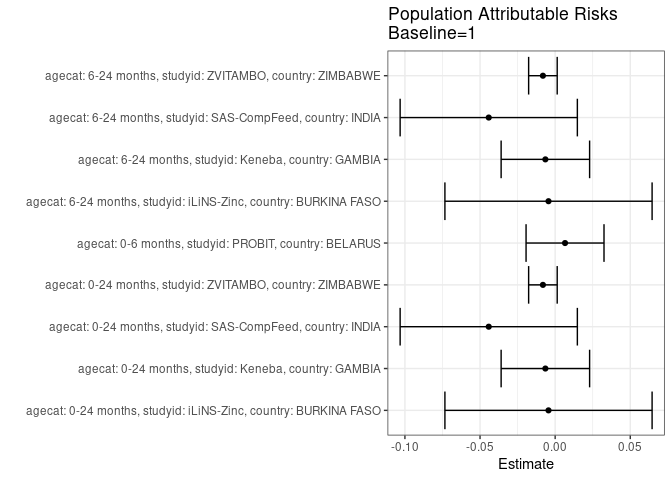 Population Attributable Risks
Baseline=1
agecat: 6-24 months, studyid: ZVITAMBO, country: ZIMBABWE
agecat: 6-24 months, studyid: SAS-CompFeed, country: INDIA
agecat: 6-24 months, studyid: Keneba, country: GAMBIA
agecat: 6-24 months, studyid: iLiNS-Zinc, country: BURKINA FASO
agecat: 0-6 months, studyid: PROBIT, country: BELARUS
agecat: 0-24 months, studyid: ZVITAMBO, country: ZIMBABWE
agecat: 0-24 months, studyid: SAS-CompFeed, country: INDIA
agecat: 0-24 months, studyid: Keneba, country: GAMBIA
agecat: 0-24 months, studyid: iLiNS-Zinc, country: BURKINA FASO
-0.10 -0.05 0.00 0.05
Estimate